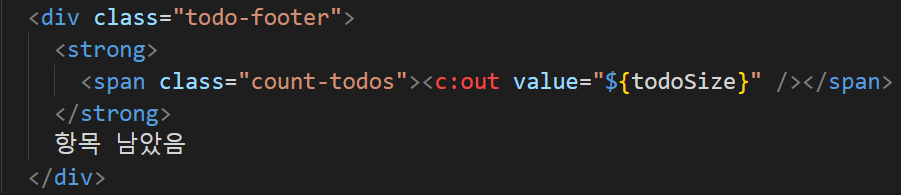 <div class="todo-footer">
<strong>
<span class="count-todos"><c:out value="${todoSize}" /></span>
</strong>
항목 남았음
</div>